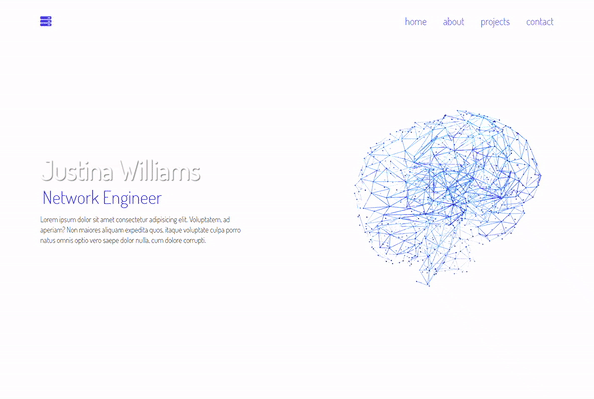 home about projects contact
Justina Williams
Network Engineer
Lorem ipsum dolor sit amet consectetur adipisicing elit. Voluptatem, ad
aperiam? Non maiores aliquam expedita quos, itaque voluptate culpa porro
natus omnis optio vero saepe dolor nulla, cum dolore corrupti.